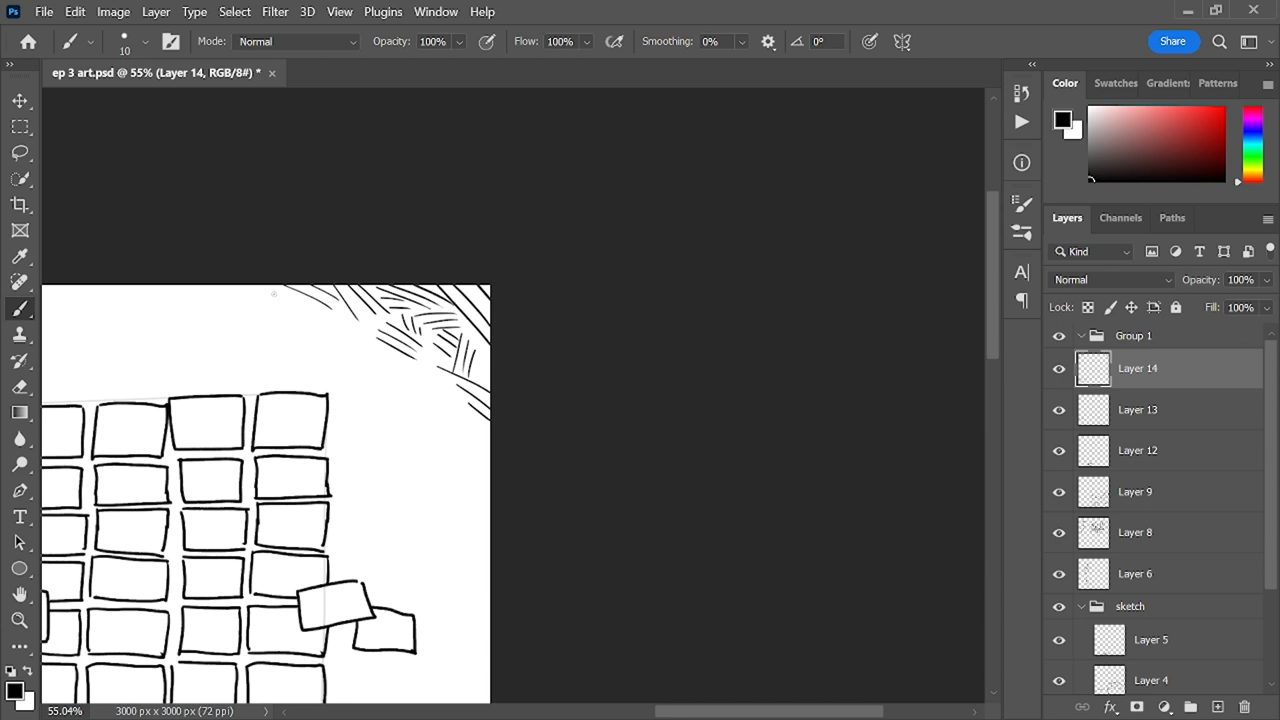 Ps File Edit Image Layer Type Select Filter 3D View Plugins Window Help
10 Mode: Normal Opacity: 100% Flow: 100% Smoothing: 0% 0° Share
ep 3 art.psd @ 55% (Layer 14, RGB/8#) * ×
Color Swatches Gradient Patterns
Layers Channels Paths
Kind
Normal Opacity: 100%
Lock: Fill: 100%
Group 1
Layer 14
Layer 13
Layer 12
Layer 9
Layer 8
Layer 6
sketch
Layer 5
Layer 4
55.04% 3000 px x 3000 px (72 ppi)